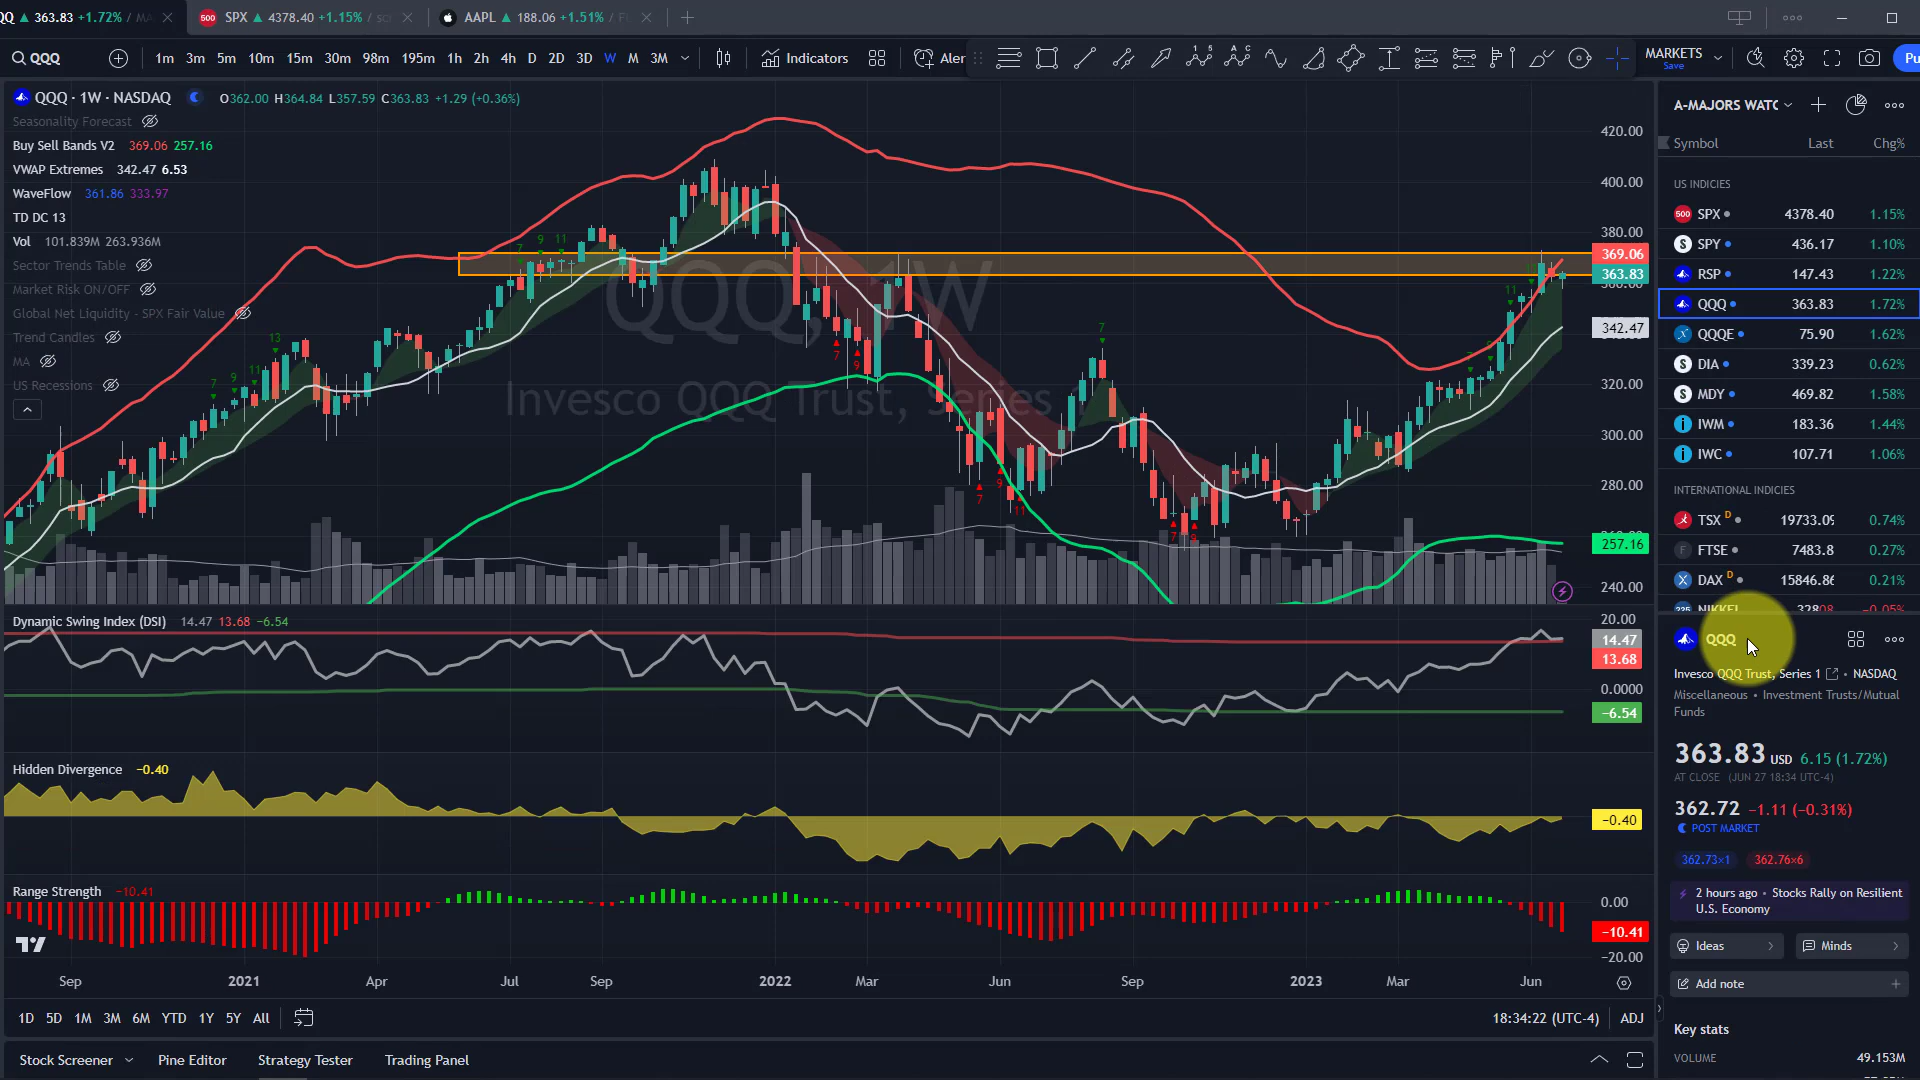 QQ ▲ 363.83 +1.72% / MA
SPX ▲ 4378.40 +1.15%
AAPL ▲ 188.06 +1.51%
QQQ
1m 3m 5m 10m 15m 30m 98m 195m 1h 2h 4h D 2D 3D W M 3M
Indicators
Aler
MARKETS
Save
Pu
QQQ · 1W · NASDAQ
O362.00 H364.84 L357.59 C363.83 +1.29 (+0.36%)
Seasonality Forecast
Buy Sell Bands V2 369.06 257.16
VWAP Extremes 342.47 6.53
WaveFlow 361.86 333.97
TD DC 13
Vol 101.839M 263.936M
Sector Trends Table
Market Risk ON/OFF
Global Net Liquidity - SPX Fair Value
Trend Candles
MA
US Recessions
QQQ, 1W
Invesco QQQ Trust, Series
420.00
400.00
380.00
369.06
363.83
342.47
320.00
300.00
280.00
257.16
240.00
Dynamic Swing Index (DSI) 14.47 13.68 −6.54
20.00
14.47
13.68
0.0000
−6.54
Hidden Divergence −0.40
−0.40
Range Strength −10.41
0.00
−10.41
−20.00
Sep 2021 Apr Jul Sep 2022 Mar Jun Sep 2023 Mar Jun
1D 5D 1M 3M 6M YTD 1Y 5Y All
18:34:22 (UTC-4) ADJ
Stock Screener Pine Editor Strategy Tester Trading Panel
A-MAJORS WATC
Symbol Last Chg%
US INDICIES
SPX 4378.40 1.15%
SPY 436.17 1.10%
RSP 147.43 1.22%
QQQ 363.83 1.72%
QQQE 75.90 1.62%
DIA 339.23 0.62%
MDY 469.82 1.58%
IWM 183.36 1.44%
IWC 107.71 1.06%
INTERNATIONAL INDICIES
TSX D 19733.09 0.74%
FTSE 7483.8 0.27%
DAX D 15846.86 0.21%
QQQ
Invesco QQQ Trust, Series 1 • NASDAQ
Miscellaneous • Investment Trusts/Mutual
Funds
363.83 USD 6.15 (1.72%)
AT CLOSE (JUN 27 18:34 UTC-4)
362.72 −1.11 (−0.31%)
POST MARKET
362.73×1 362.76×6
2 hours ago • Stocks Rally on Resilient
U.S. Economy
Ideas
Minds
Add note
Key stats
VOLUME 49.153M